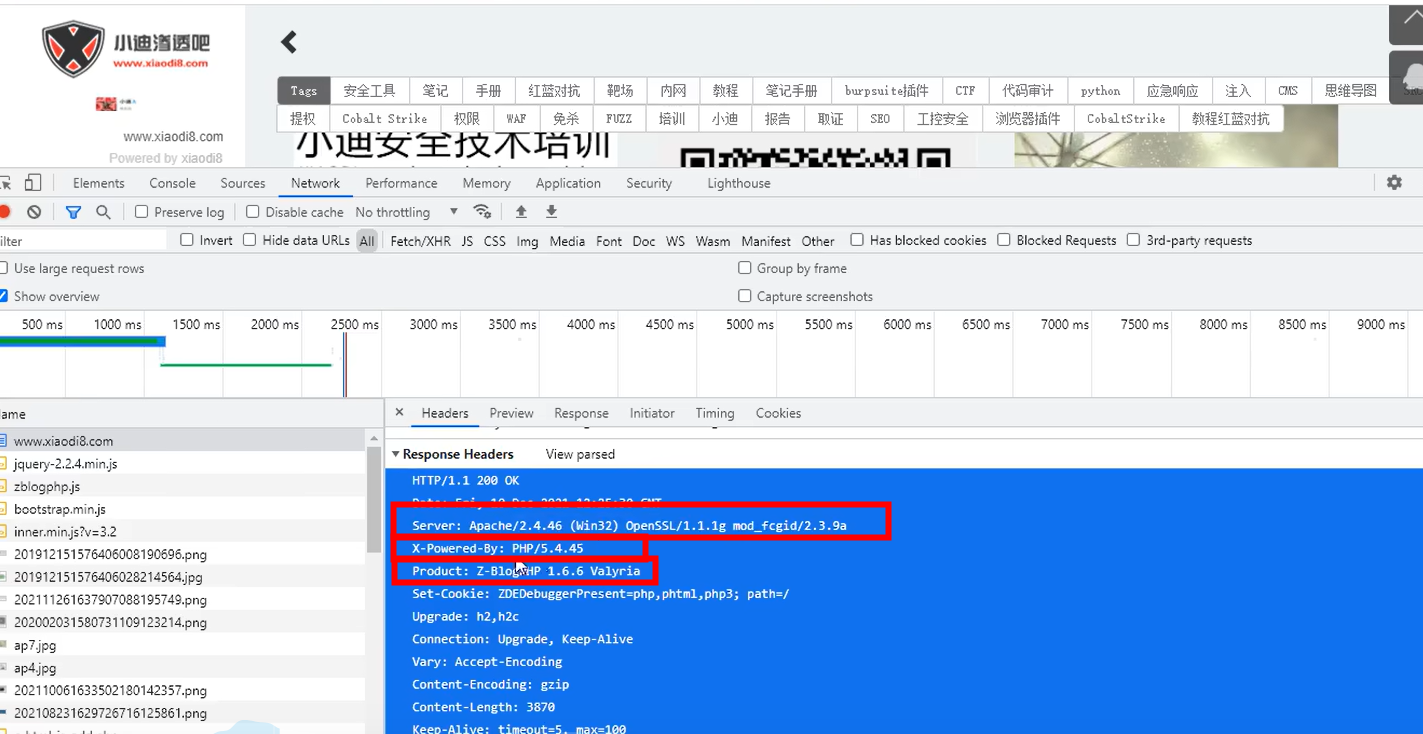 小迪渗透吧
www.xiaodi8.com
www.xiaodi8.com
Powered by xiaodi8
Tags 安全工具 笔记 手册 红蓝对抗 靶场 内网 教程 笔记手册 burpsuite插件 CTF 代码审计 python 应急响应 注入 CMS 思维导图
提权 Cobalt Strike 权限 WAF 免杀 FUZZ 培训 小迪 报告 取证 SEO 工控安全 浏览器插件 CobaltStrike 教程红蓝对抗
小迪安全技术培训
Elements Console Sources Network Performance Memory Application Security Lighthouse
Preserve log Disable cache No throttling
ilter Invert Hide data URLs All Fetch/XHR JS CSS Img Media Font Doc WS Wasm Manifest Other Has blocked cookies Blocked Requests 3rd-party requests
Use large request rows Group by frame
Show overview Capture screenshots
500 ms 1000 ms 1500 ms 2000 ms 2500 ms 3000 ms 3500 ms 4000 ms 4500 ms 5000 ms 5500 ms 6000 ms 6500 ms 7000 ms 7500 ms 8000 ms 8500 ms 9000 ms
lame
www.xiaodi8.com
jquery-2.2.4.min.js
zblogphp.js
bootstrap.min.js
inner.min.js?v=3.2
201912151576406008190696.png
201912151576406028214564.jpg
202111261637907088195749.png
202002031580731109123214.png
ap7.jpg
ap4.jpg
202110061633502180142357.png
202108231629726716125861.png
Headers Preview Response Initiator Timing Cookies
Response Headers View parsed
HTTP/1.1 200 OK
Server: Apache/2.4.46 (Win32) OpenSSL/1.1.1g mod_fcgid/2.3.9a
X-Powered-By: PHP/5.4.45
Product: Z-BlogPHP 1.6.6 Valyria
Set-Cookie: ZDEDebuggerPresent=php,phtml,php3; path=/
Upgrade: h2,h2c
Connection: Upgrade, Keep-Alive
Vary: Accept-Encoding
Content-Encoding: gzip
Content-Length: 3870
Keep-Alive: timeout=5, max=100